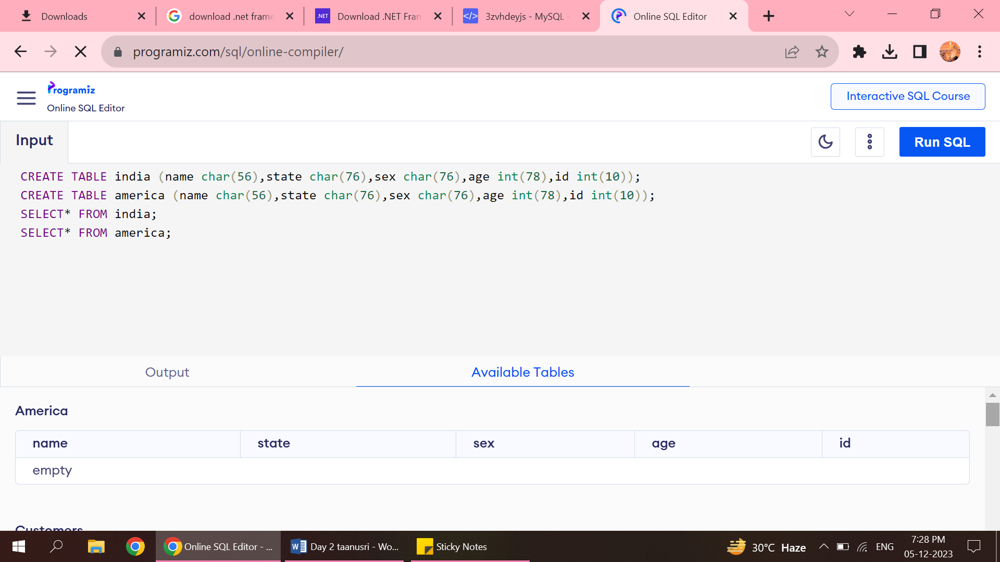 Downloads
download .net frame
.NET
Download .NET Fran
</>
3zvhdeyjs - MySQL -
Online SQL Editor
programiz.com/sql/online-compiler/
Programiz
Online SQL Editor
Interactive SQL Course
Input
Run SQL
CREATE TABLE india (name char(56),state char(76),sex char(76),age int(78),id int(10));
CREATE TABLE america (name char(56),state char(76),sex char(76),age int(78),id int(10));
SELECT* FROM india;
SELECT* FROM america;
Output
Available Tables
America
name state sex age id
empty
Customers
Online SQL Editor - ...
Day 2 taanusri - Wo...
Sticky Notes
30°C Haze
ENG
7:28 PM
05-12-2023